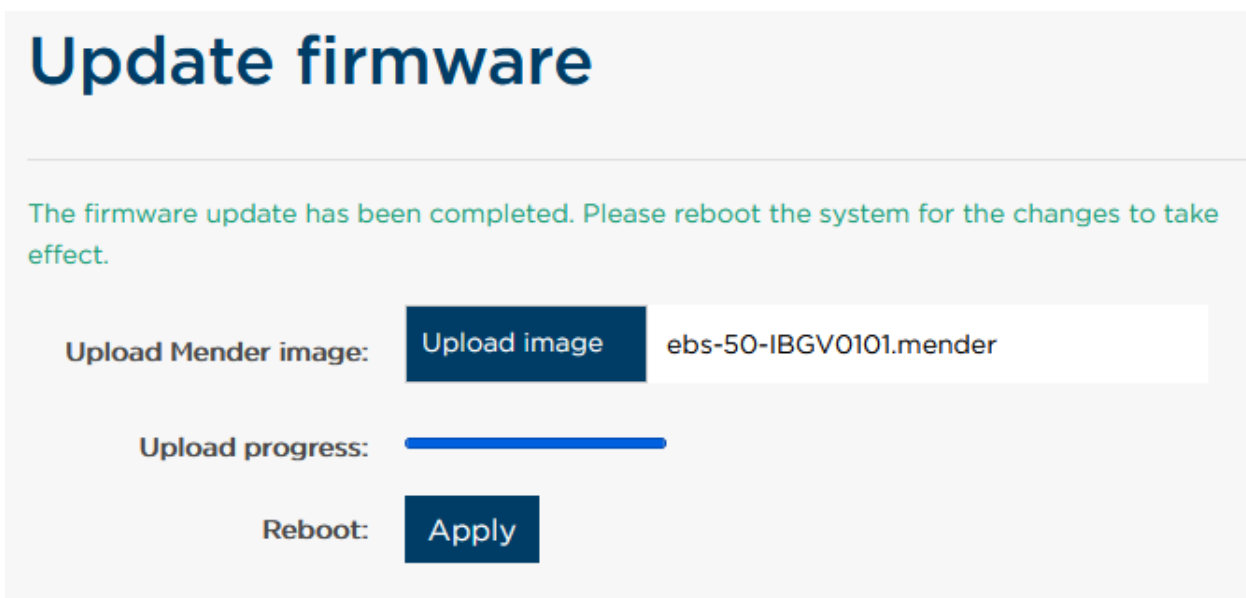 Update firmware
The firmware update has been completed. Please reboot the system for the changes to take
effect.
Upload Mender image: Upload image ebs-50-IBGV0101.mender
Upload progress:
Reboot: Apply